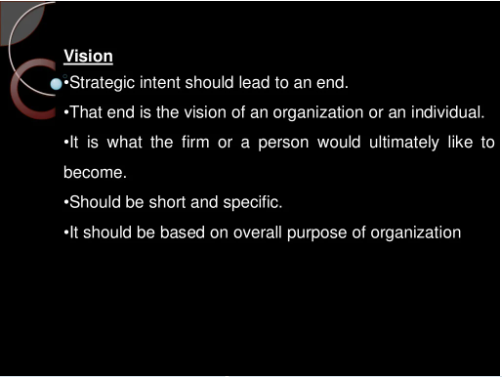 Vision
•Strategic intent should lead to an end.
•That end is the vision of an organization or an individual.
•It is what the firm or a person would ultimately like to
become.
•Should be short and specific.
•It should be based on overall purpose of organization